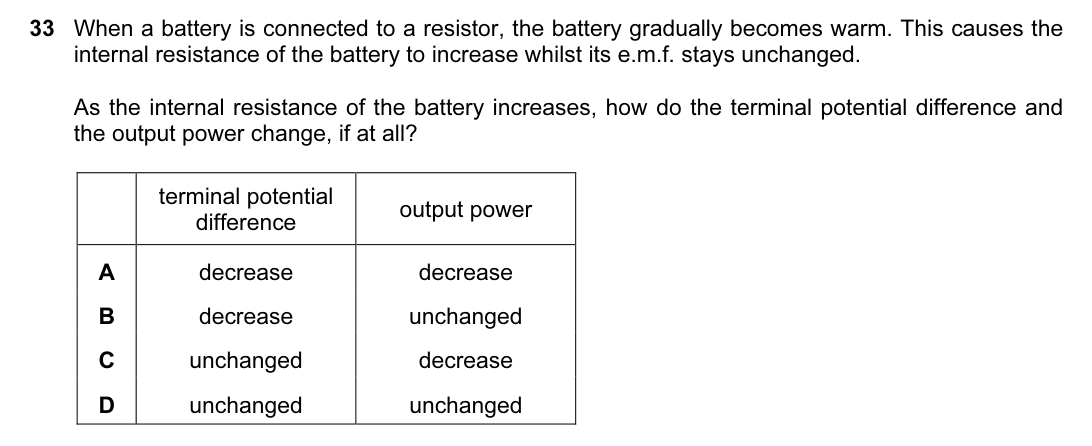 33 When a battery is connected to a resistor, the battery gradually becomes warm. This causes the
internal resistance of the battery to increase whilst its e.m.f. stays unchanged.
As the internal resistance of the battery increases, how do the terminal potential difference and
the output power change, if at all?
terminal potential
difference
output power
A decrease decrease
B decrease unchanged
C unchanged decrease
D unchanged unchanged